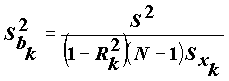 S²_{b_k} = S² / ((1 − R²_k)(N − 1)S_{x_k})